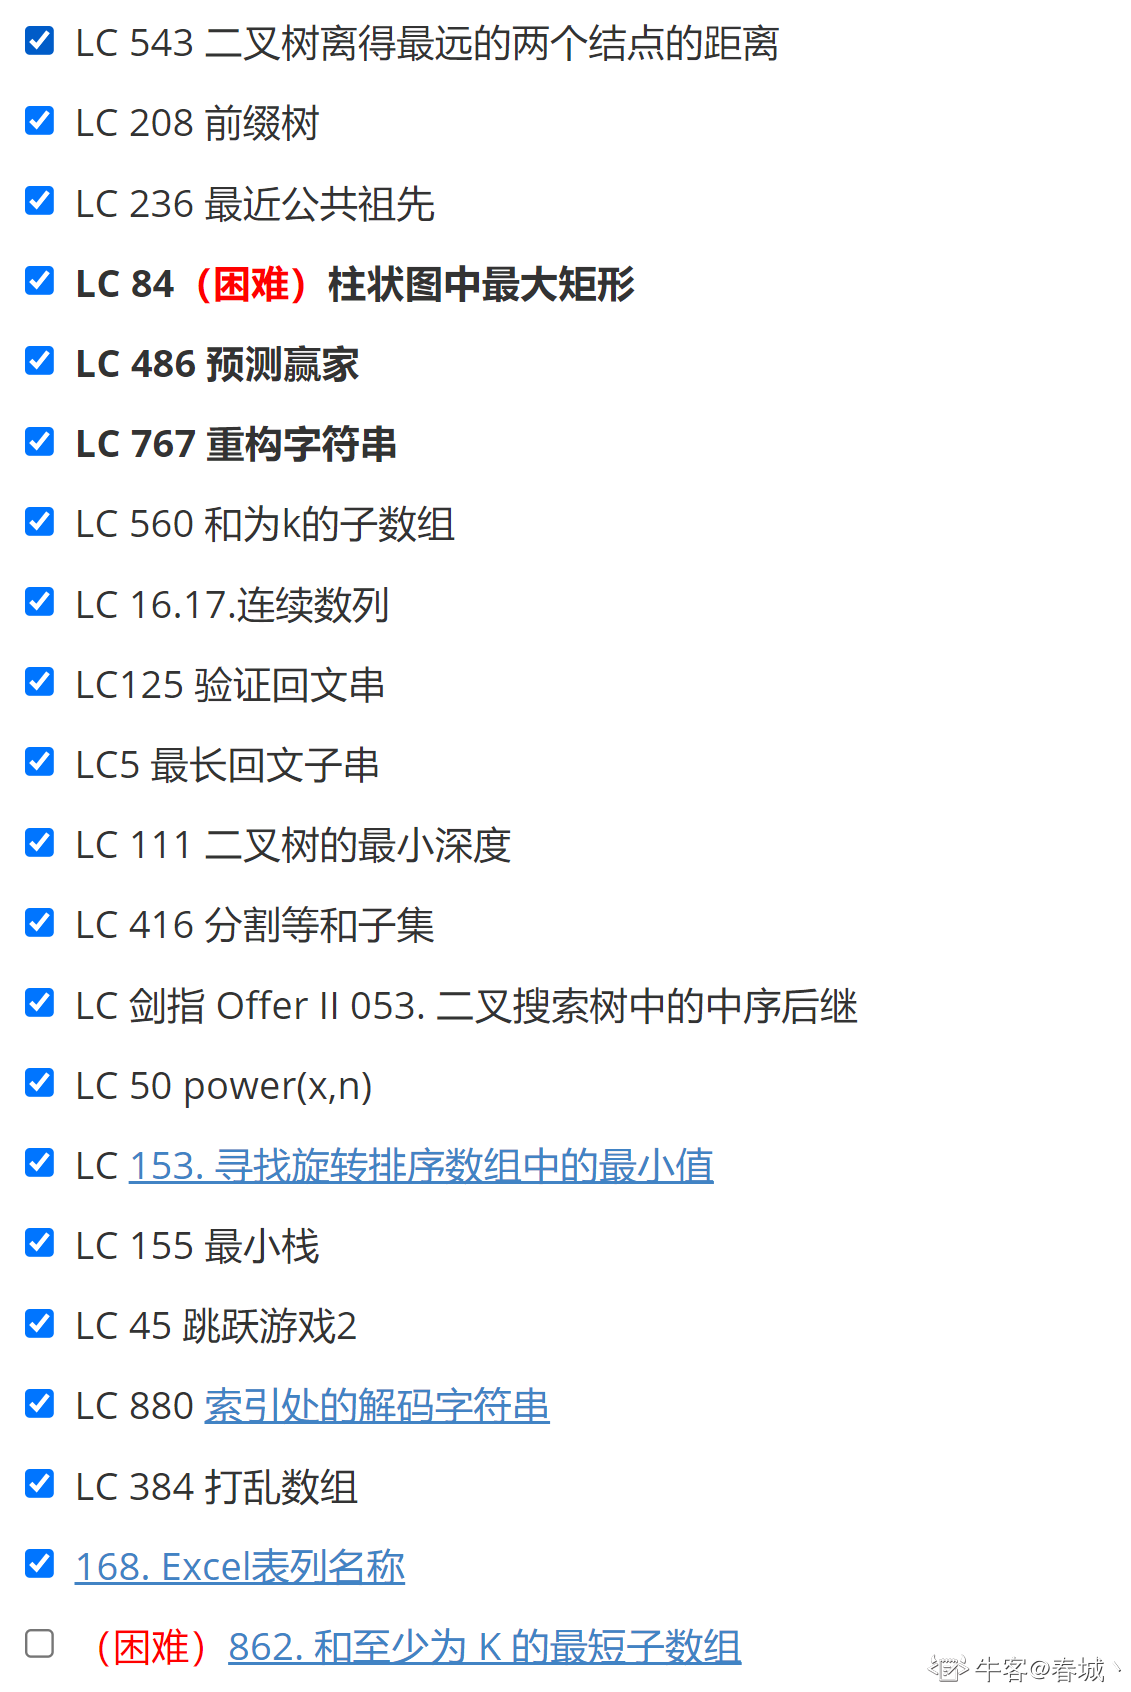 LC 543 二叉树离得最远的两个结点的距离
LC 208 前缀树
LC 236 最近公共祖先
LC 84（困难）柱状图中最大矩形
LC 486 预测赢家
LC 767 重构字符串
LC 560 和为k的子数组
LC 16.17.连续数列
LC125 验证回文串
LC5 最长回文子串
LC 111 二叉树的最小深度
LC 416 分割等和子集
LC 剑指 Offer II 053. 二叉搜索树中的中序后继
LC 50 power(x,n)
LC 153. 寻找旋转排序数组中的最小值
LC 155 最小栈
LC 45 跳跃游戏2
LC 880 索引处的解码字符串
LC 384 打乱数组
168. Excel表列名称
（困难）862. 和至少为 K 的最短子数组
牛客@春城丶